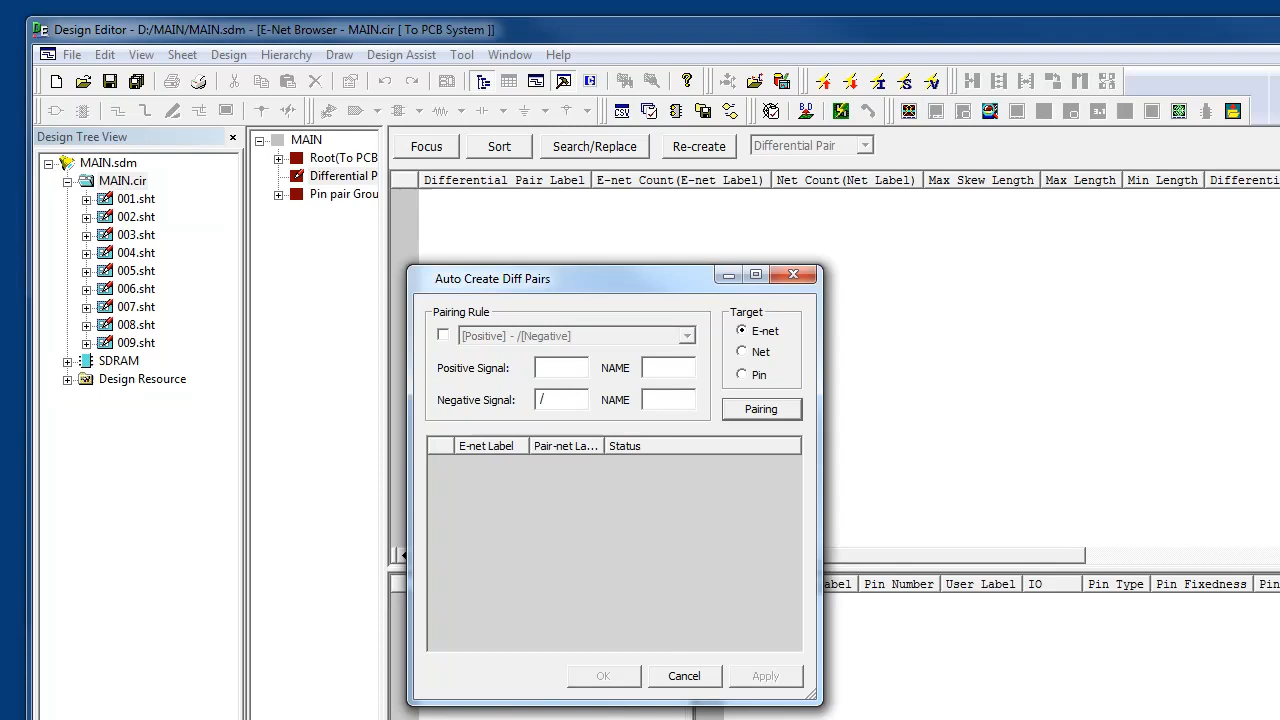 Design Editor - D:/MAIN/MAIN.sdm - [E-Net Browser - MAIN.cir [ To PCB System ]]
File Edit View Sheet Design Hierarchy Draw Design Assist Tool Window Help
CSV
Design Tree View
MAIN.sdm
MAIN.cir
001.sht
002.sht
003.sht
004.sht
005.sht
006.sht
007.sht
008.sht
009.sht
SDRAM
Design Resource
MAIN
Root(To PCB
Differential P
Pin pair Grou
Focus Sort Search/Replace Re-create Differential Pair
Differential Pair Label E-net Count(E-net Label) Net Count(Net Label) Max Skew Length Max Length Min Length Differenti
Auto Create Diff Pairs
Pairing Rule
[Positive] - /[Negative]
Positive Signal: NAME
Negative Signal: / NAME
Target
E-net
Net
Pin
Pairing
E-net Label Pair-net La... Status
OK Cancel Apply
abel Pin Number User Label IO Pin Type Pin Fixedness Pin